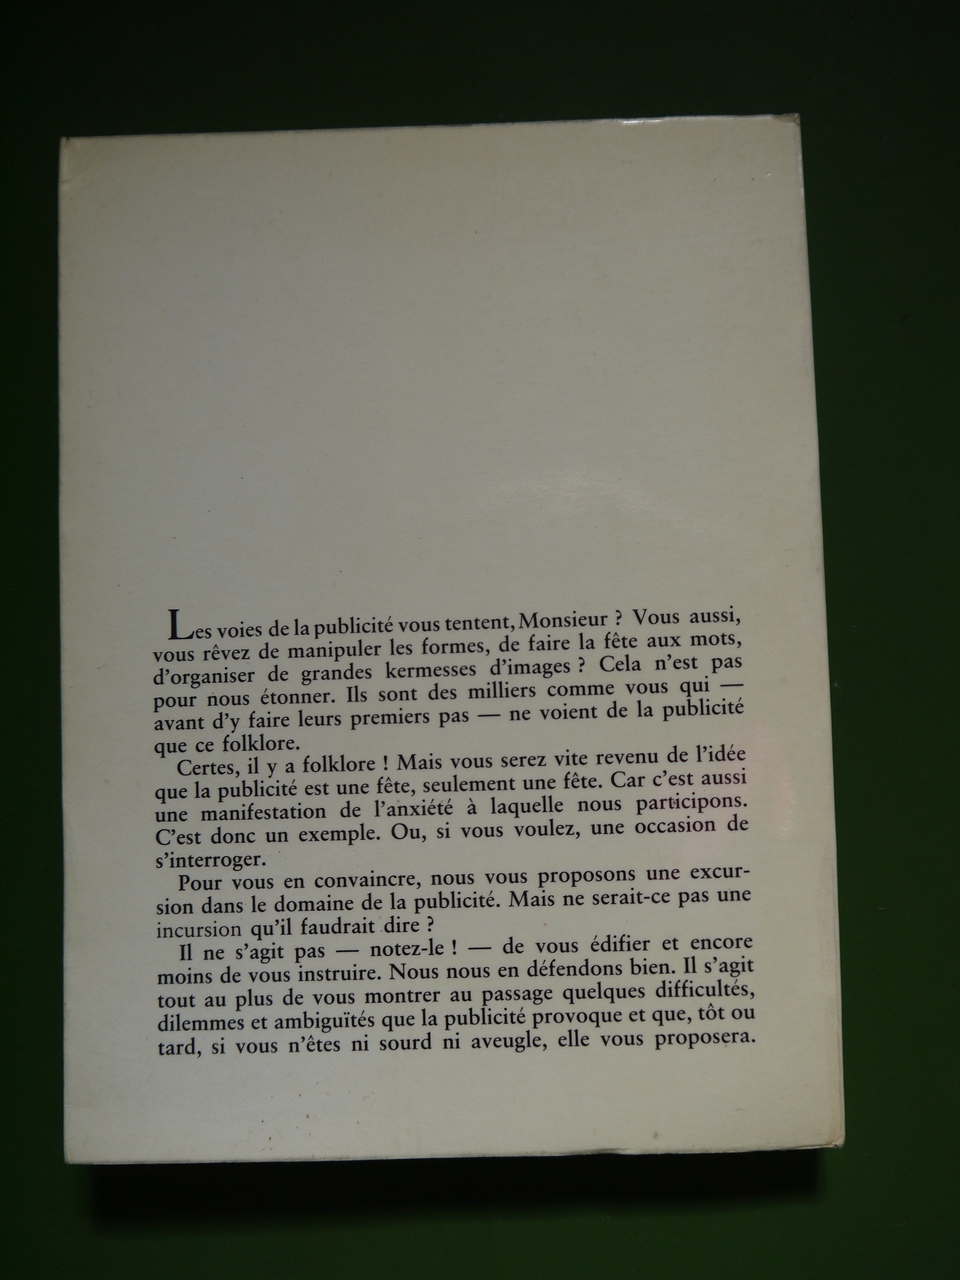 Les voies de la publicité vous tentent, Monsieur ? Vous aussi,
vous rêvez de manipuler les formes, de faire la fête aux mots,
d'organiser de grandes kermesses d'images ? Cela n'est pas
pour nous étonner. Ils sont des milliers comme vous qui —
avant d'y faire leurs premiers pas — ne voient de la publicité
que ce folklore.
Certes, il y a folklore ! Mais vous serez vite revenu de l'idée
que la publicité est une fête, seulement une fête. Car c'est aussi
une manifestation de l'anxiété à laquelle nous participons.
C'est donc un exemple. Ou, si vous voulez, une occasion de
s'interroger.
Pour vous en convaincre, nous vous proposons une excur-
sion dans le domaine de la publicité. Mais ne serait-ce pas une
incursion qu'il faudrait dire ?
Il ne s'agit pas — notez-le ! — de vous édifier et encore
moins de vous instruire. Nous nous en défendons bien. Il s'agit
tout au plus de vous montrer au passage quelques difficultés,
dilemmes et ambiguïtés que la publicité provoque et que, tôt ou
tard, si vous n'êtes ni sourd ni aveugle, elle vous proposera.